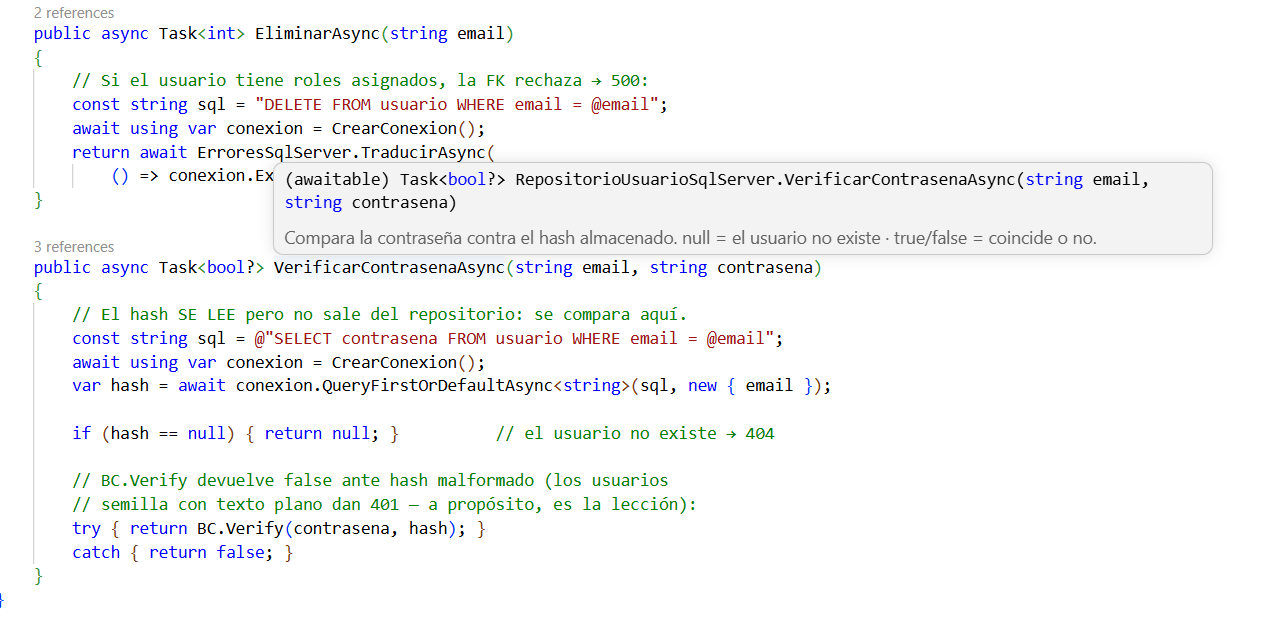 2 references
public async Task<int> EliminarAsync(string email)
{
// Si el usuario tiene roles asignados, la FK rechaza → 500:
const string sql = "DELETE FROM usuario WHERE email = @email";
await using var conexion = CrearConexion();
return await ErroresSqlServer.TraducirAsync(
() => conexion.Ex
(awaitable) Task<bool?> RepositorioUsuarioSqlServer.VerificarContrasenaAsync(string email,
string contrasena)
Compara la contraseña contra el hash almacenado. null = el usuario no existe · true/false = coincide o no.
}
3 references
public async Task<bool?> VerificarContrasenaAsync(string email, string contrasena)
{
// El hash SE LEE pero no sale del repositorio: se compara aquí.
const string sql = @"SELECT contrasena FROM usuario WHERE email = @email";
await using var conexion = CrearConexion();
var hash = await conexion.QueryFirstOrDefaultAsync<string>(sql, new { email });
if (hash == null) { return null; } // el usuario no existe → 404
// BC.Verify devuelve false ante hash malformado (los usuarios
// semilla con texto plano dan 401 — a propósito, es la lección):
try { return BC.Verify(contrasena, hash); }
catch { return false; }
}
}